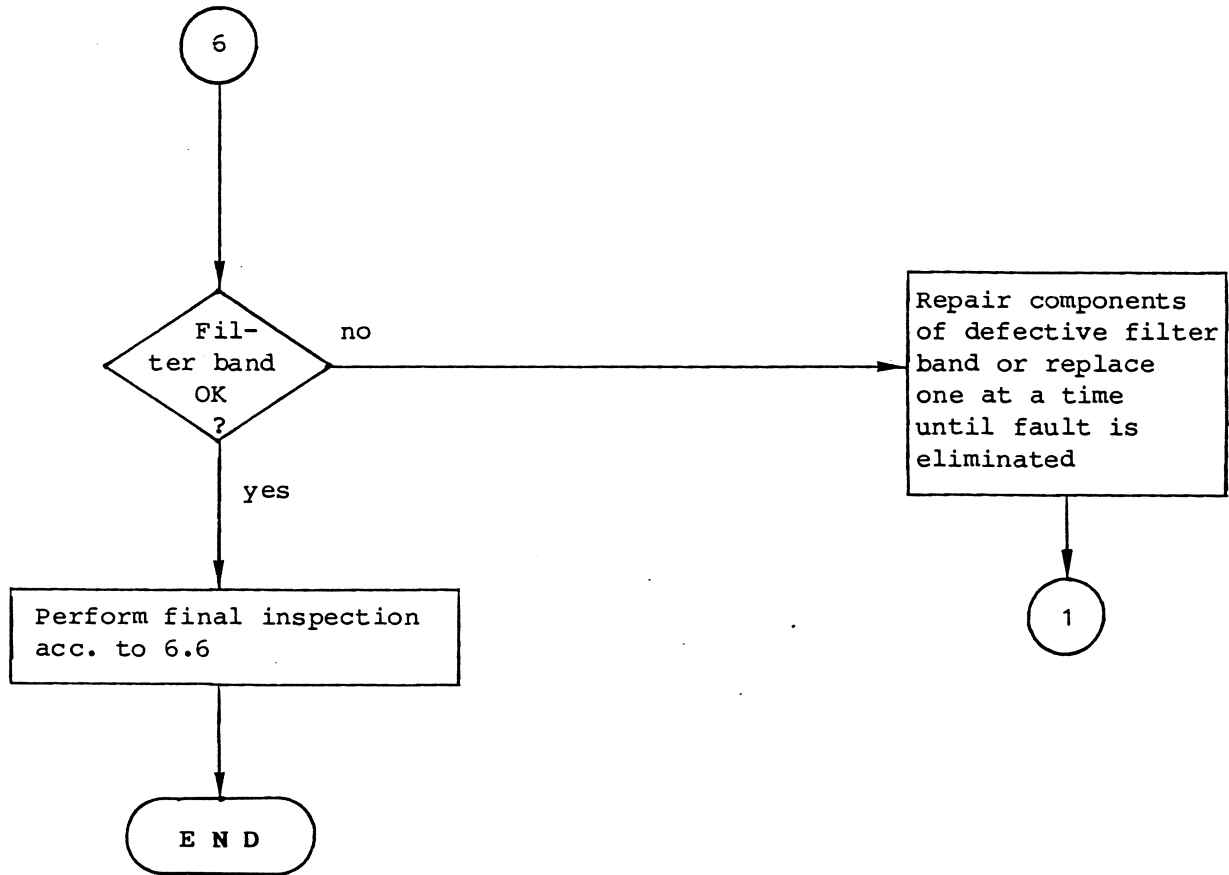 6
Fil-
ter band
OK
?
no
yes
Repair components
of defective filter
band or replace
one at a time
until fault is
eliminated
1
Perform final inspection
acc. to 6.6
E N D